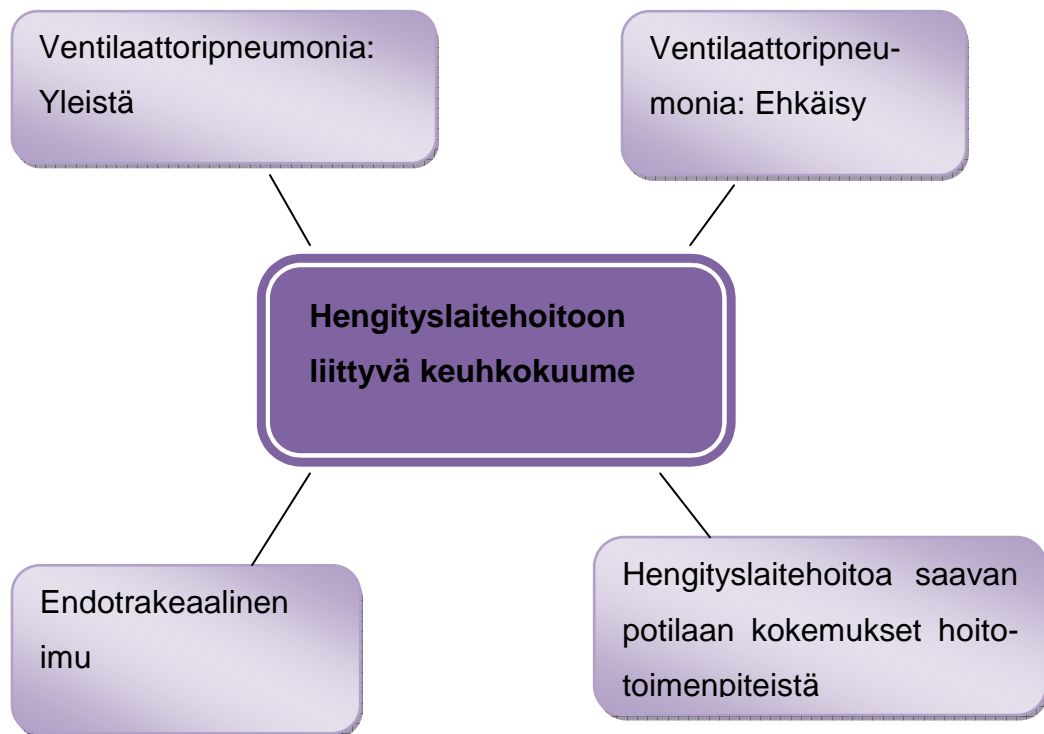 Ventilaattoripneumonia:
Yleistä
Ventilaattoripneu-
monia: Ehkäisy
Hengityslaitehoitoon
liittyvä keuhkokuume
Endotrakeaalinen
imu
Hengityslaitehoitoa saavan
potilaan kokemukset hoito-
toimenpiteistä